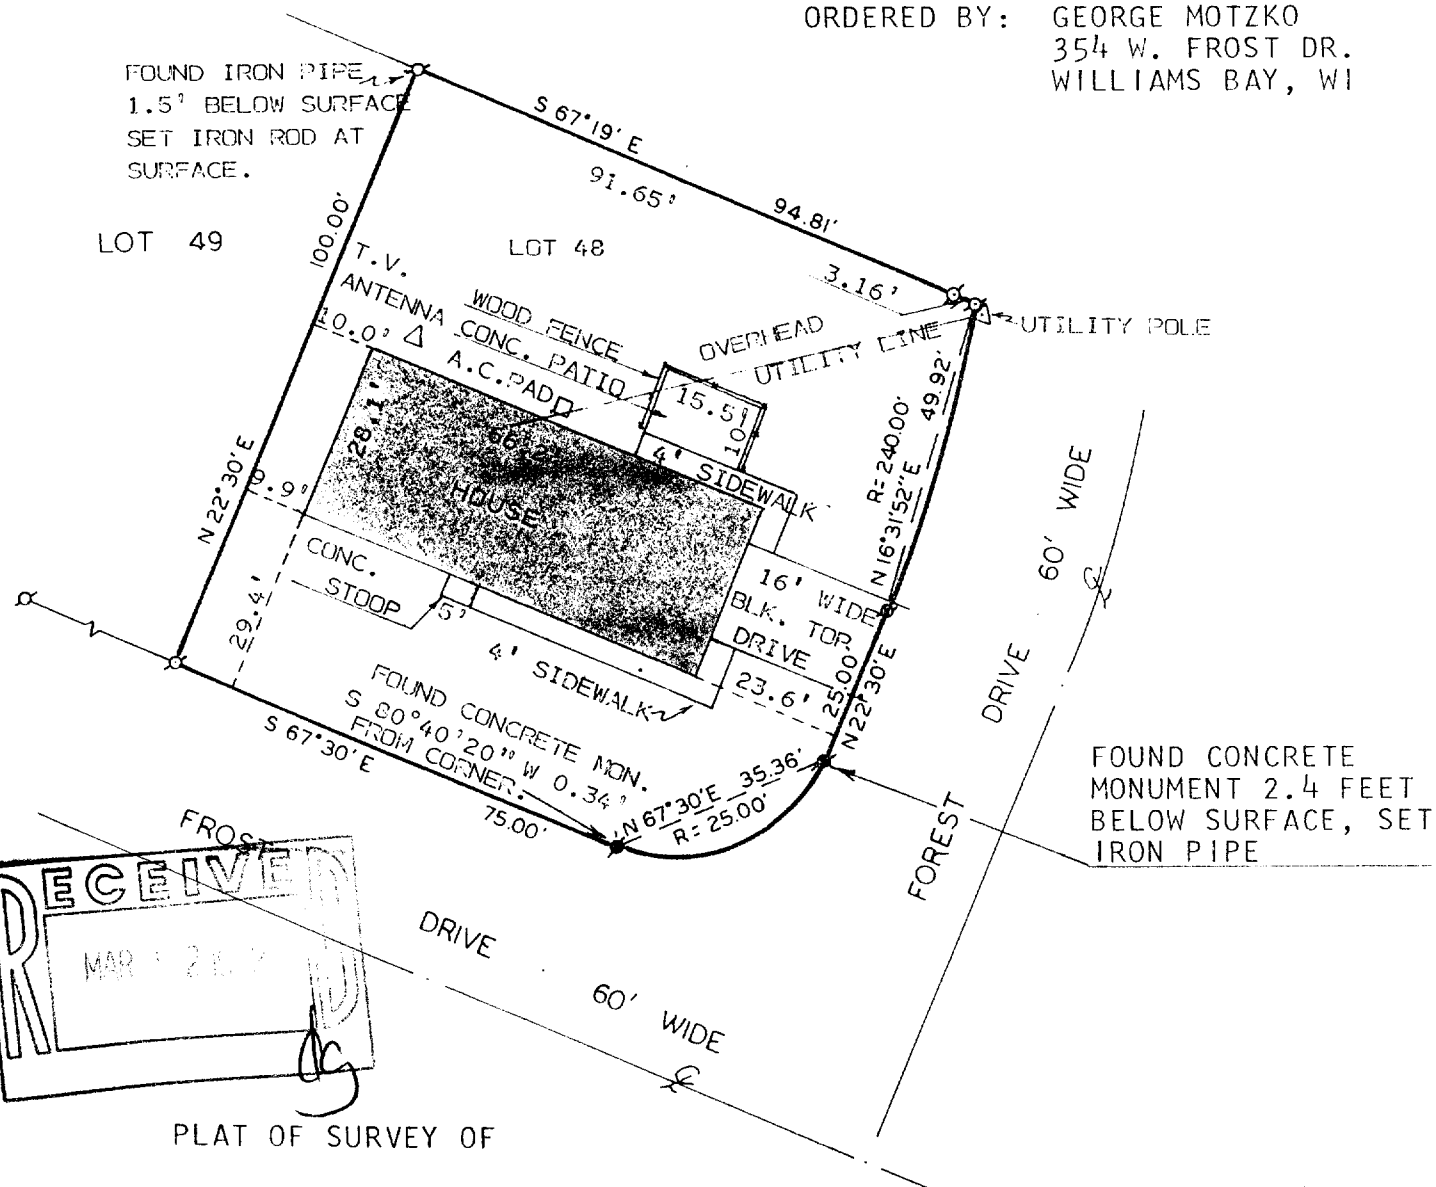 ORDERED BY: GEORGE MOTZKO
354 W. FROST DR.
WILLIAMS BAY, WI
FOUND IRON PIPE
1.5' BELOW SURFACE
SET IRON ROD AT
SURFACE.
S 67°19' E
91.65'
94.81'
LOT 49
100.00'
LOT 48
3.16'
T.V.
ANTENNA
WOOD FENCE
CONC. PATIO
A.C.PAD
10.0'
OVERHEAD
UTILITY LINE
UTILITY POLE
15.5'
10'
28.1'
66.2'
HOUSE
4' SIDEWALK
R= 240.00'
49.92'
N 16°31'52"E
N 22°30'E
9.9'
CONC.
STOOP
5'
29.4'
4' SIDEWALK
16' WIDE
BLK. TOP
DRIVE
23.6'
25.00'
N 22°30'E
60' WIDE
DRIVE
FOREST
FOUND CONCRETE MON.
S 80°40'20" W 0.34'
FROM CORNER.
S 67°30'E
75.00'
N 67°30'E 35.36'
R= 25.00'
FOUND CONCRETE
MONUMENT 2.4 FEET
BELOW SURFACE, SET
IRON PIPE
FROST
DRIVE
60' WIDE
RECEIVED
MAR
PLAT OF SURVEY OF